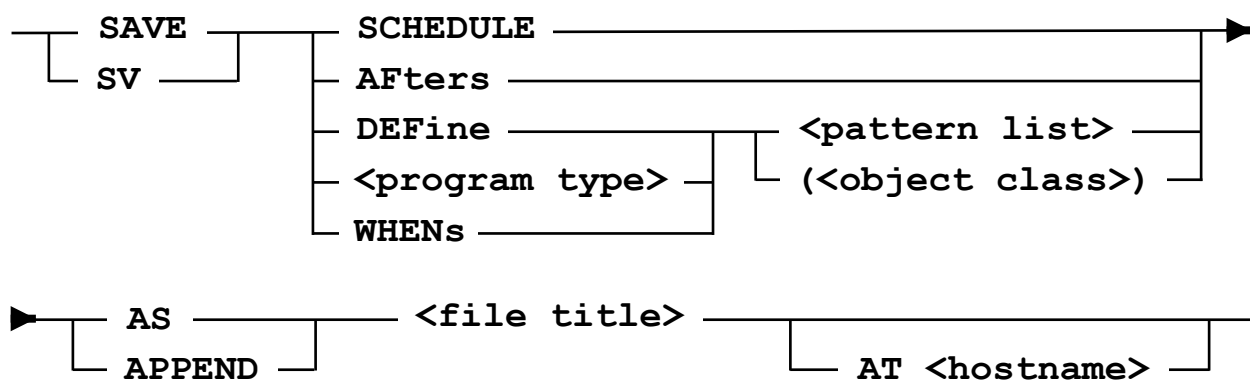 SAVE SCHEDULE
SV AFters
DEFine <pattern list>
<program type> (<object class>)
WHENs
AS <file title>
APPEND AT <hostname>